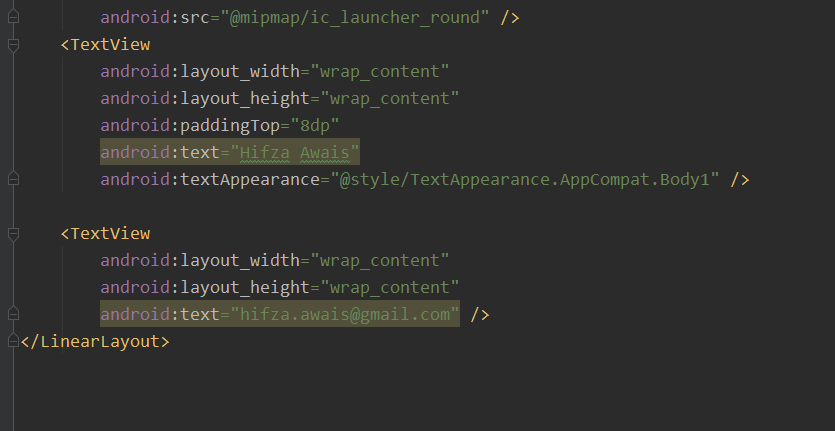 android:src="@mipmap/ic_launcher_round" />
<TextView
android:layout_width="wrap_content"
android:layout_height="wrap_content"
android:paddingTop="8dp"
android:text="Hifza Awais"
android:textAppearance="@style/TextAppearance.AppCompat.Body1" />
<TextView
android:layout_width="wrap_content"
android:layout_height="wrap_content"
android:text="hifza.awais@gmail.com" />
</LinearLayout>